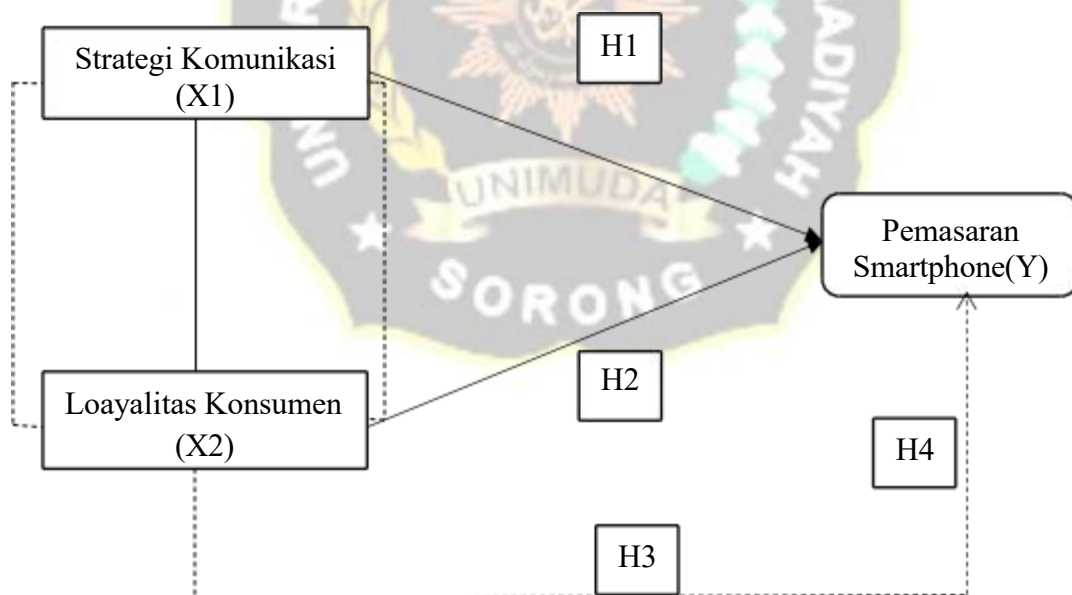 H1
Strategi Komunikasi
(X1)
UNIMUDA
SORONG
Pemasaran
Smartphone(Y)
H2
Loayalitas Konsumen
(X2)
H4
H3